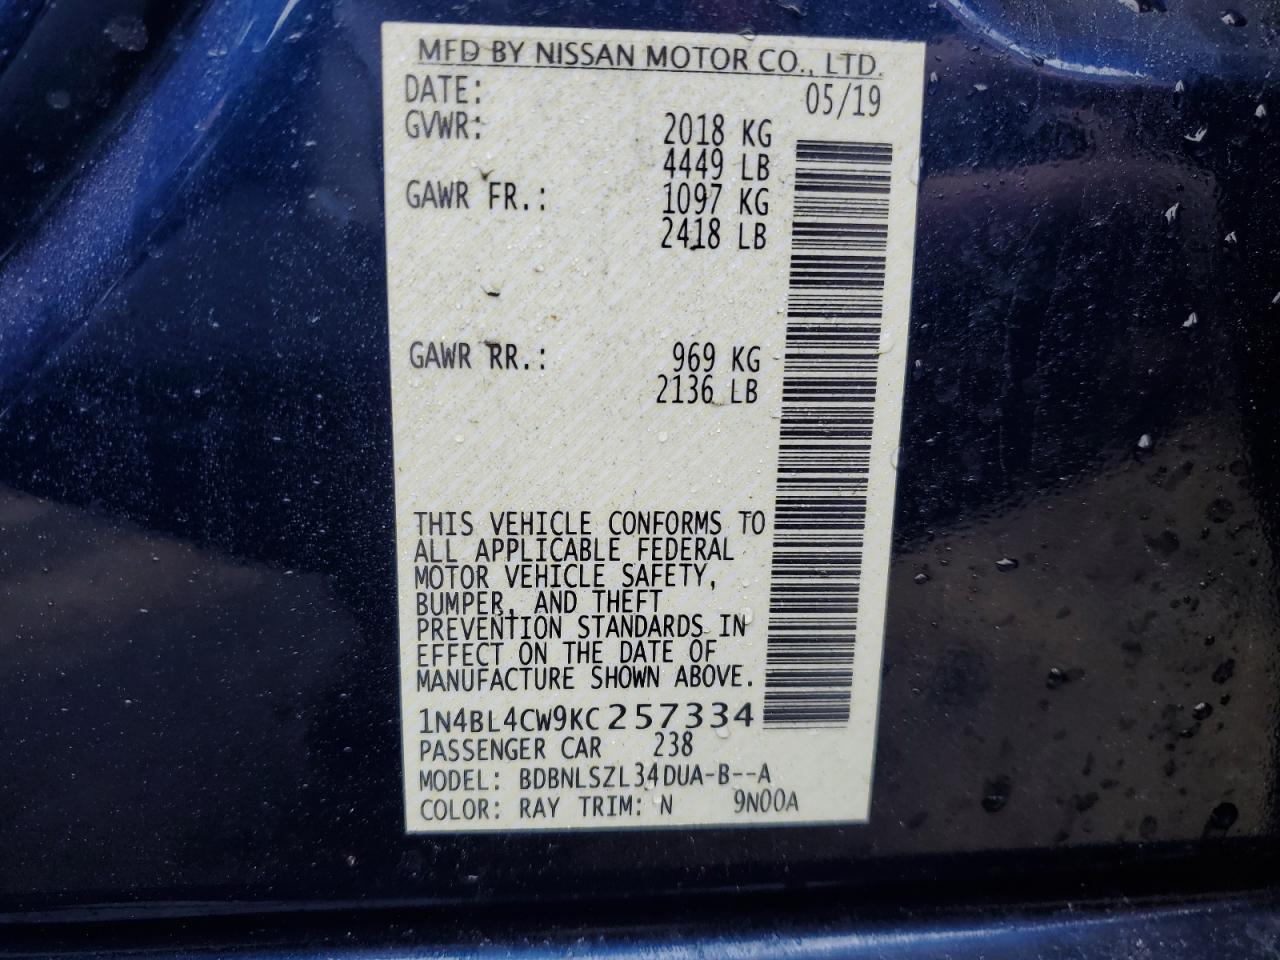 MFD BY NISSAN MOTOR CO., LTD.
DATE: 05/19
GVWR: 2018 KG
4449 LB
GAWR FR.: 1097 KG
2418 LB
GAWR RR.: 969 KG
2136 LB
THIS VEHICLE CONFORMS TO
ALL APPLICABLE FEDERAL
MOTOR VEHICLE SAFETY,
BUMPER, AND THEFT
PREVENTION STANDARDS IN
EFFECT ON THE DATE OF
MANUFACTURE SHOWN ABOVE.
1N4BL4CW9KC257334
PASSENGER CAR 238
MODEL: BDBNLSZL34DUA-B--A
COLOR: RAY TRIM: N 9N00A